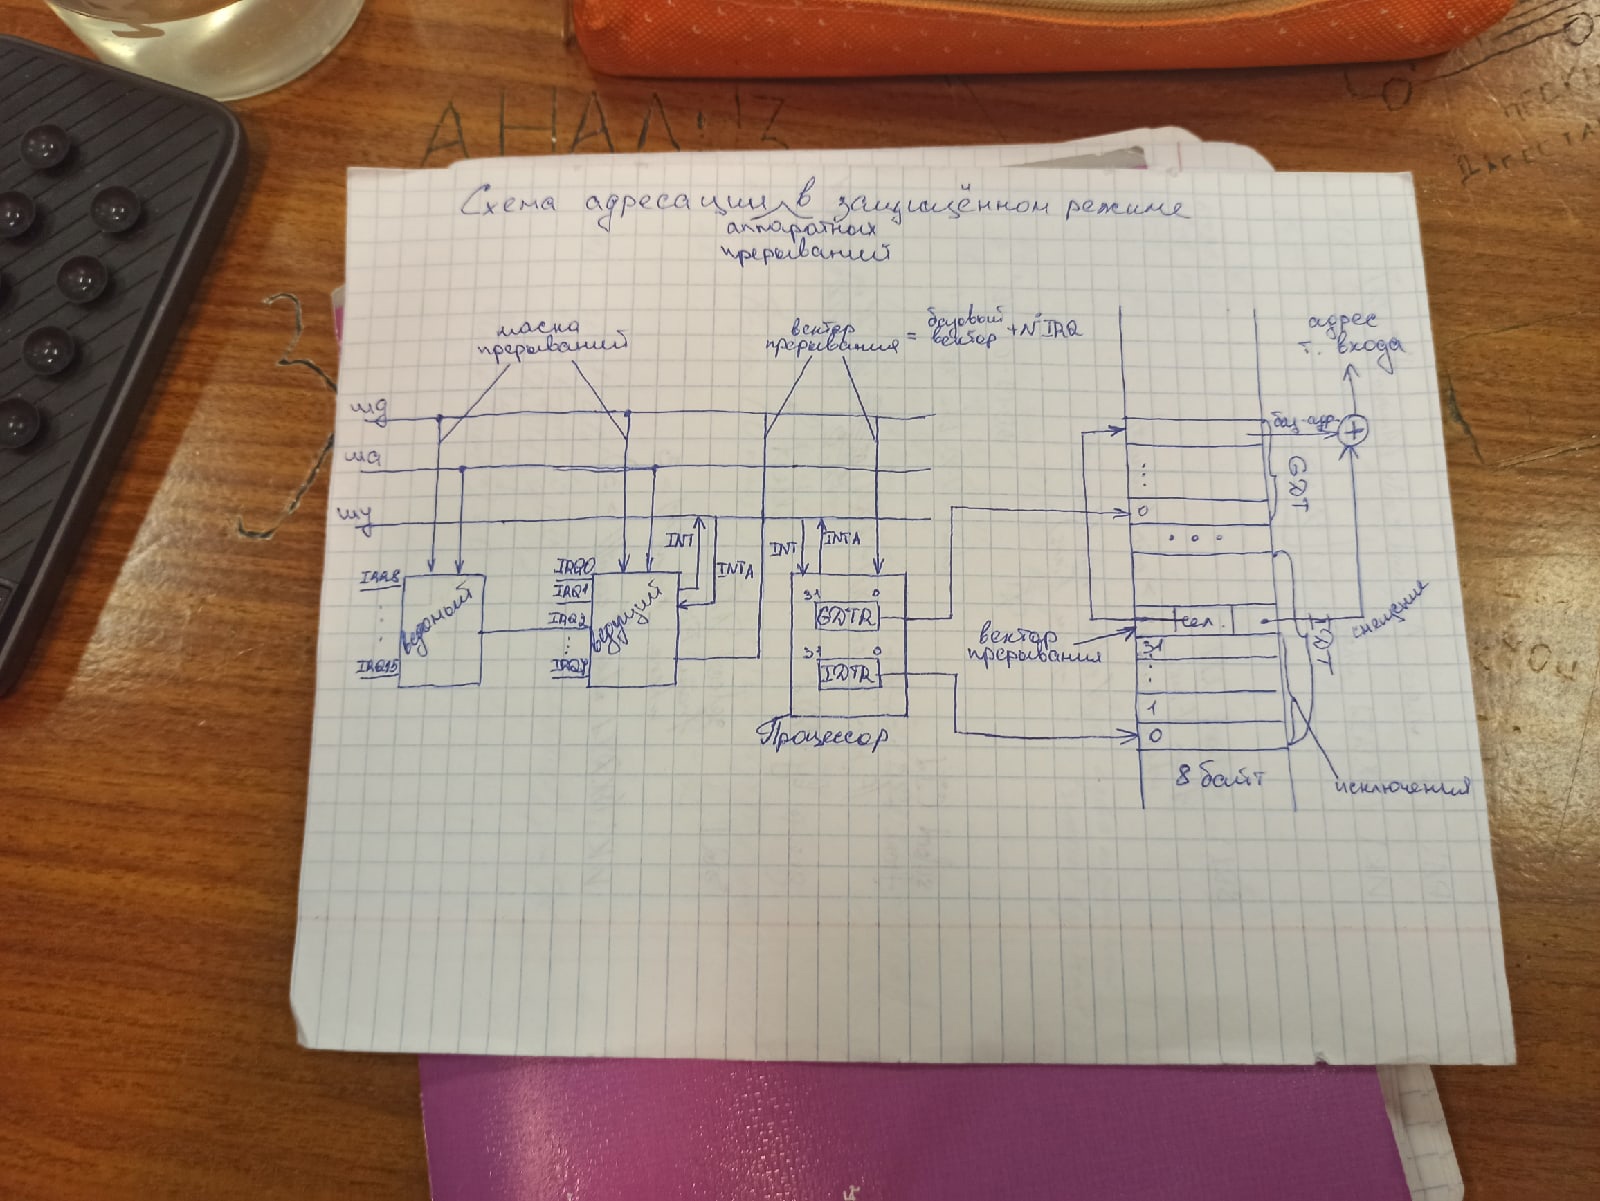 АНАЛИЗ
Схема адресации в защищённом режиме
аппаратных
прерываний
маска
прерываний
вектор
прерывания = базовый вектор + № IRQ
адрес
т. входа
шд
ша
шу
баз. адр.
GDT
0
INT
INTA
INT
INTA
IRQ8
IRQ15
ведомый
IRQ0
IRQ1
IRQ2
IRQ7
ведущий
31 0
GDTR
31 0
IDTR
Процессор
вектор
прерывания
сел.
смещение
IDT
31
1
0
8 байт
исключения